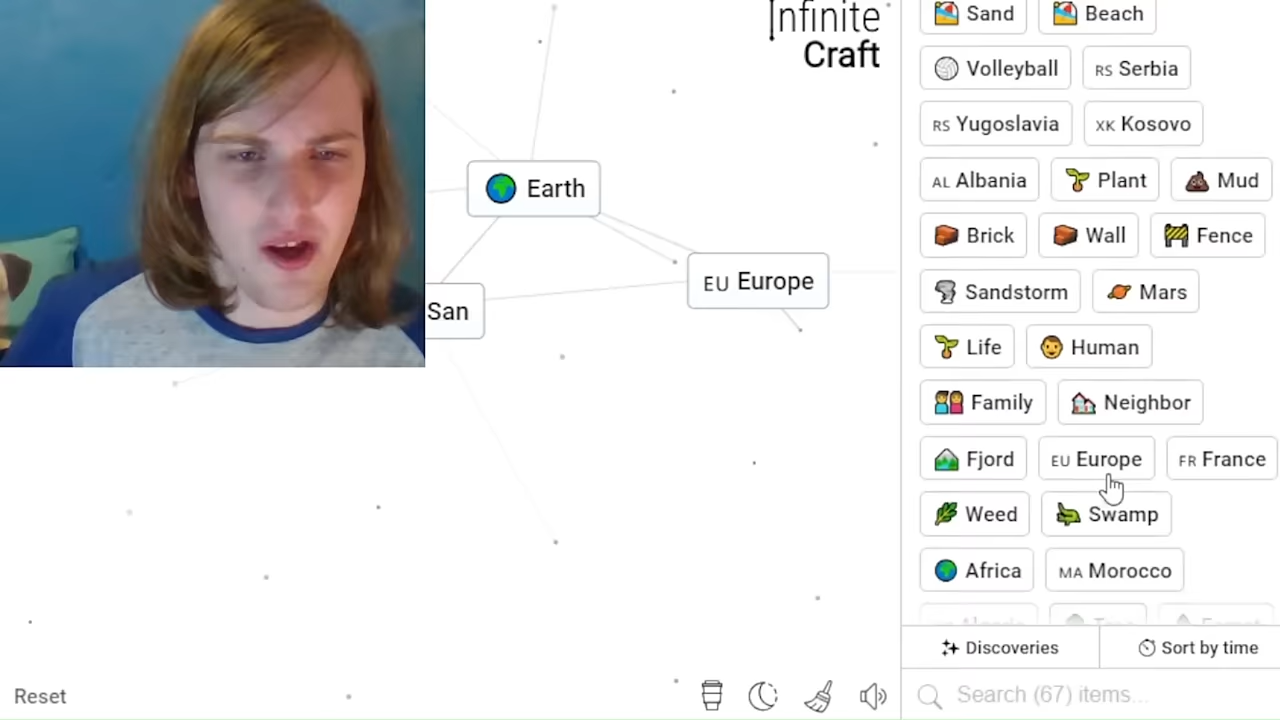 Infinite
Craft
Earth
EU Europe
San
Sand
Beach
Volleyball
RS Serbia
RS Yugoslavia
XK Kosovo
AL Albania
Plant
Mud
Brick
Wall
Fence
Sandstorm
Mars
Life
Human
Family
Neighbor
Fjord
EU Europe
FR France
Weed
Swamp
Africa
MA Morocco
Discoveries
Sort by time
Search (67) items...
Reset